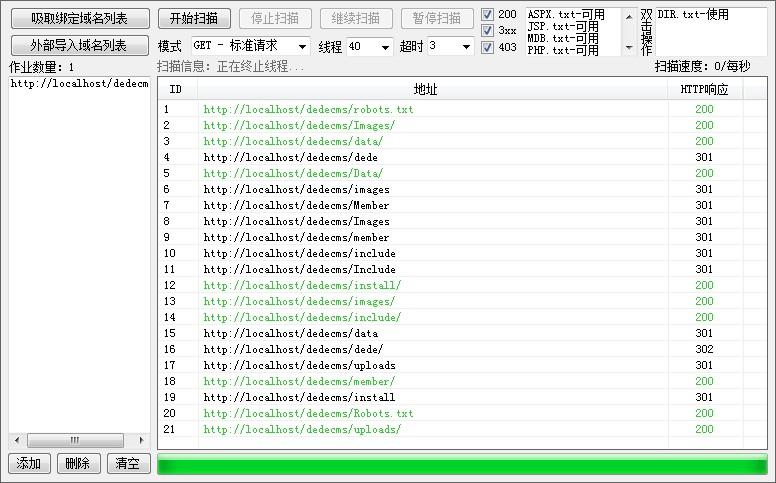 吸取绑定域名列表
外部导入域名列表
作业数量: 1
http://localhost/dedecm
添加 删除 清空
开始扫描 停止扫描 继续扫描 暂停扫描
模式 GET - 标准请求 线程 40 超时 3
200
3xx
403
ASPX.txt-可用
JSP.txt-可用
MDB.txt-可用
PHP.txt-可用
双击操作
DIR.txt-使用
扫描信息: 正在终止线程... 扫描速度: 0/每秒
ID 地址 HTTP响应
1 http://localhost/dedecms/robots.txt 200
2 http://localhost/dedecms/Images/ 200
3 http://localhost/dedecms/data/ 200
4 http://localhost/dedecms/dede 301
5 http://localhost/dedecms/Data/ 200
6 http://localhost/dedecms/images 301
7 http://localhost/dedecms/Member 301
8 http://localhost/dedecms/Images 301
9 http://localhost/dedecms/member 301
10 http://localhost/dedecms/include 301
11 http://localhost/dedecms/Include 301
12 http://localhost/dedecms/install/ 200
13 http://localhost/dedecms/images/ 200
14 http://localhost/dedecms/include/ 200
15 http://localhost/dedecms/data 301
16 http://localhost/dedecms/dede/ 302
17 http://localhost/dedecms/uploads 301
18 http://localhost/dedecms/member/ 200
19 http://localhost/dedecms/install 301
20 http://localhost/dedecms/Robots.txt 200
21 http://localhost/dedecms/uploads/ 200